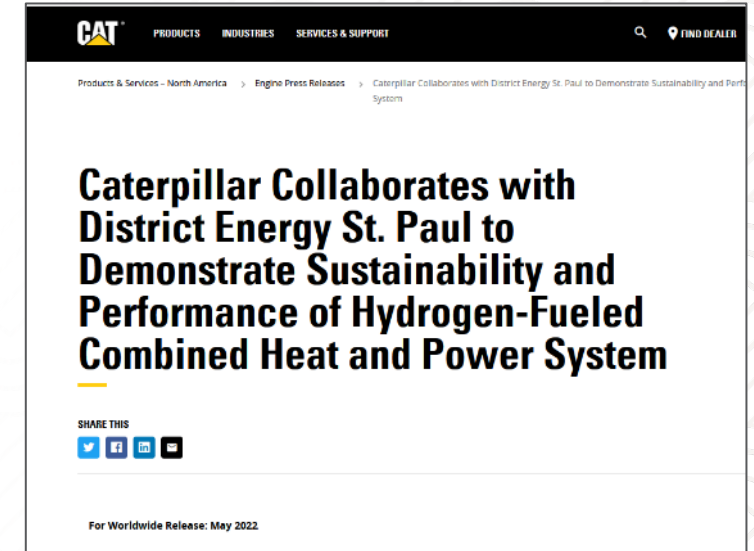 CAT PRODUCTS INDUSTRIES SERVICES & SUPPORT FIND DEALER
Products & Services – North America > Engine Press Releases > Caterpillar Collaborates with District Energy St. Paul to Demonstrate Sustainability and
System
Caterpillar Collaborates with
District Energy St. Paul to
Demonstrate Sustainability and
Performance of Hydrogen-Fueled
Combined Heat and Power System
SHARE THIS
For Worldwide Release: May 2022